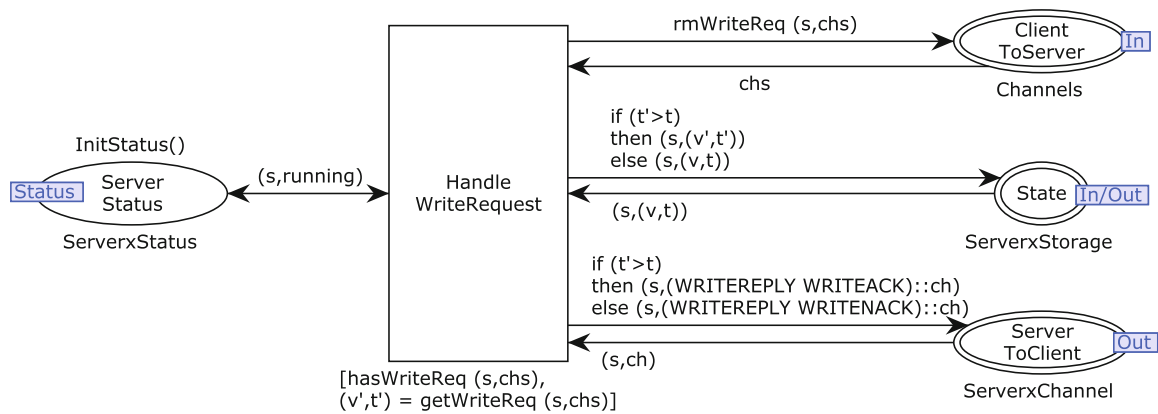 rmWriteReq (s,chs)
Client
ToServer
In
chs
Channels
if (t'>t)
then (s,(v',t'))
else (s,(v,t))
InitStatus()
Status
Server
Status
(s,running)
ServerxStatus
Handle
WriteRequest
State
In/Out
(s,(v,t))
ServerxStorage
if (t'>t)
then (s,(WRITEREPLY WRITEACK)::ch)
else (s,(WRITEREPLY WRITENACK)::ch)
Server
ToClient
Out
(s,ch)
ServerxChannel
[hasWriteReq (s,chs),
(v',t') = getWriteReq (s,chs)]